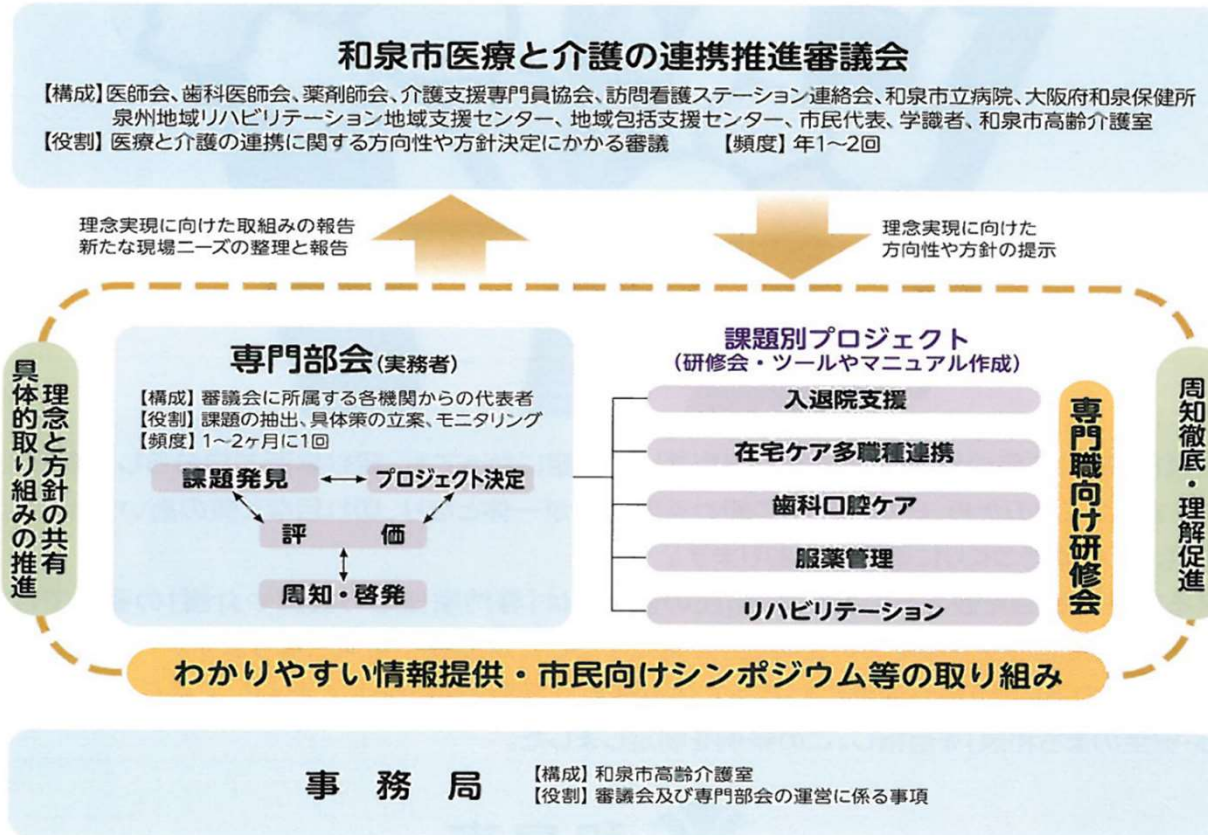 和泉市医療と介護の連携推進審議会
【構成】医師会、歯科医師会、薬剤師会、介護支援専門員協会、訪問看護ステーション連絡会、和泉市立病院、大阪府和泉保健所
泉州地域リハビリテーション地域支援センター、地域包括支援センター、市民代表、学識者、和泉市高齢介護室
【役割】医療と介護の連携に関する方向性や方針決定にかかる審議 【頻度】年1～2回
理念実現に向けた取組みの報告
新たな現場ニーズの整理と報告
理念実現に向けた
方向性や方針の提示
理念と方針の共有
具体的取り組みの推進
専門部会(実務者)
【構成】審議会に所属する各機関からの代表者
【役割】課題の抽出、具体策の立案、モニタリング
【頻度】1～2ヶ月に1回
課題発見
プロジェクト決定
評 価
周知・啓発
課題別プロジェクト
(研修会・ツールやマニュアル作成)
入退院支援
在宅ケア多職種連携
歯科口腔ケア
服薬管理
リハビリテーション
専門職向け研修会
周知徹底・理解促進
わかりやすい情報提供・市民向けシンポジウム等の取り組み
事 務 局
【構成】和泉市高齢介護室
【役割】審議会及び専門部会の運営に係る事項